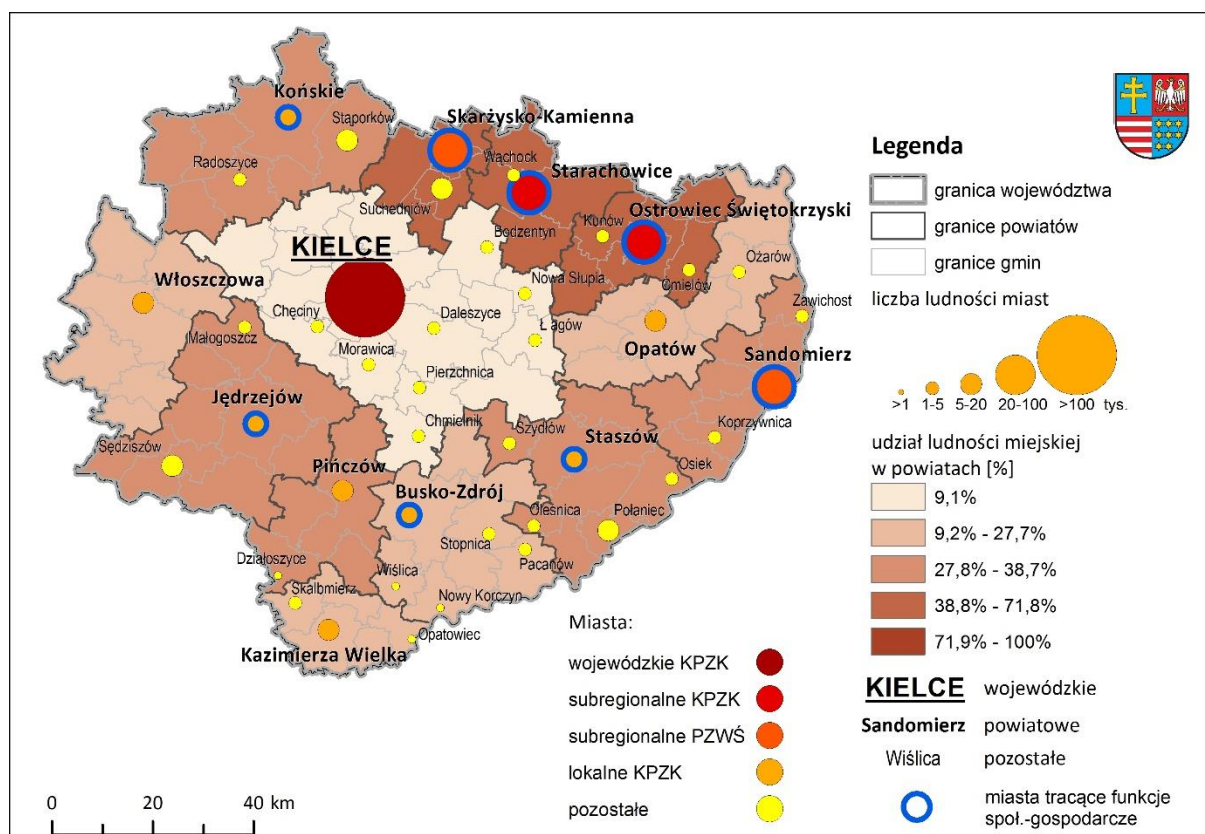 Końskie
Stąporków
Radoszyce
Skarżysko-Kamienna
Wąchock
Starachowice
Suchedniów
Ostrowiec Świętokrzyski
Kunów
Bodzentyn
KIELCE
Ożarów
Ćmielów
Nowa Słupia
Włoszczowa
Zawichost
Chęciny
Daleszyce
Łagów
Małogoszcz
Opatów
Sandomierz
Morawica
Pierzchnica
Jędrzejów
Chmielnik
Szydłów
Staszów
Koprzywnica
Sędziszów
Pińczów
Osiek
Busko-Zdrój
Oleśnica
Połaniec
Stopnica
Pacanów
Działoszyce
Wiślica
Skalbmierz
Nowy Korczyn
Opatowiec
Kazimierza Wielka
0 20 40 km
Miasta:
wojewódzkie KPZK
subregionalne KPZK
subregionalne PZWŚ
lokalne KPZK
pozostałe
Legenda
granica województwa
granice powiatów
granice gmin
liczba ludności miast
>1 1-5 5-20 20-100 >100 tys.
udział ludności miejskiej
w powiatach [%]
9,1%
9,2% - 27,7%
27,8% - 38,7%
38,8% - 71,8%
71,9% - 100%
KIELCE wojewódzkie
Sandomierz powiatowe
Wiślica pozostałe
miasta tracące funkcje
społ.-gospodarcze